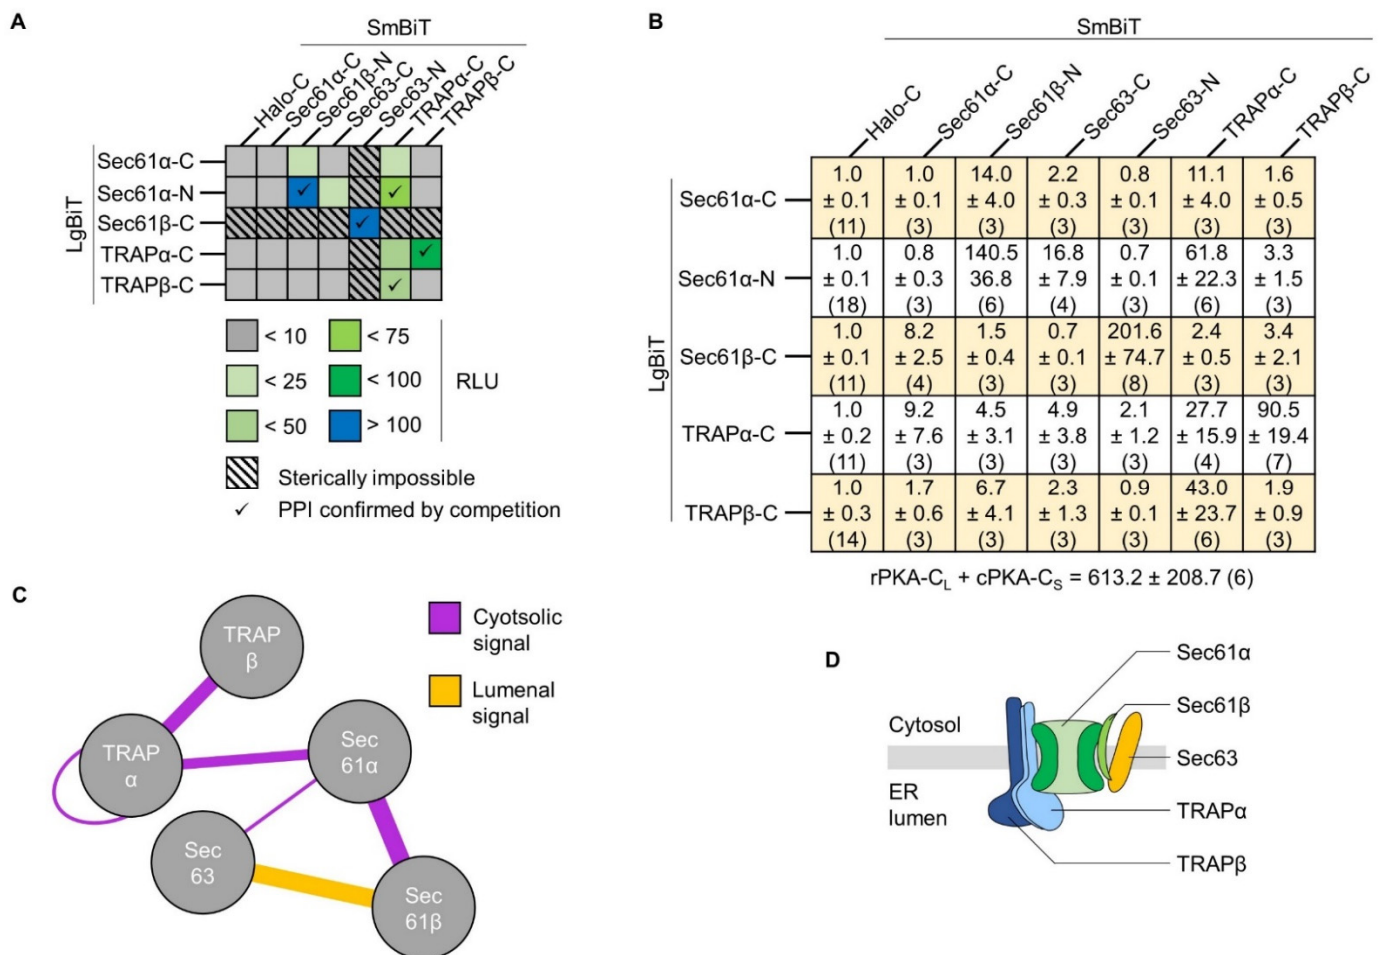 A
SmBiT
Halo-C
Sec61α-C
Sec61β-N
Sec63-C
Sec63-N
TRAPα-C
TRAPβ-C
LgBiT
Sec61α-C
Sec61α-N
Sec61β-C
TRAPα-C
TRAPβ-C
< 10
< 75
< 25
< 100
RLU
< 50
> 100
Sterically impossible
✓ PPI confirmed by competition
B
SmBiT
Halo-C
Sec61α-C
Sec61β-N
Sec63-C
Sec63-N
TRAPα-C
TRAPβ-C
LgBiT
1.0 1.0 14.0 2.2 0.8 11.1 1.6
Sec61α-C ± 0.1 ± 0.1 ± 4.0 ± 0.3 ± 0.1 ± 4.0 ± 0.5
(11) (3) (3) (3) (3) (3) (3)
1.0 0.8 140.5 16.8 0.7 61.8 3.3
Sec61α-N ± 0.1 ± 0.3 36.8 ± 7.9 ± 0.1 ± 22.3 ± 1.5
(18) (3) (6) (4) (3) (6) (3)
1.0 8.2 1.5 0.7 201.6 2.4 3.4
Sec61β-C ± 0.1 ± 2.5 ± 0.4 ± 0.1 ± 74.7 ± 0.5 ± 2.1
(11) (4) (3) (3) (8) (3) (3)
1.0 9.2 4.5 4.9 2.1 27.7 90.5
TRAPα-C ± 0.2 ± 7.6 ± 3.1 ± 3.8 ± 1.2 ± 15.9 ± 19.4
(11) (3) (3) (3) (3) (4) (7)
1.0 1.7 6.7 2.3 0.9 43.0 1.9
TRAPβ-C ± 0.3 ± 0.6 ± 4.1 ± 1.3 ± 0.1 ± 23.7 ± 0.9
(14) (3) (3) (3) (3) (6) (3)
rPKA-CL + cPKA-CS = 613.2 ± 208.7 (6)
C
TRAP
β
TRAP
α
Sec
61α
Sec
63
Sec
61β
Cyotsolic
signal
Lumenal
signal
D
Cytosol
ER
lumen
Sec61α
Sec61β
Sec63
TRAPα
TRAPβ